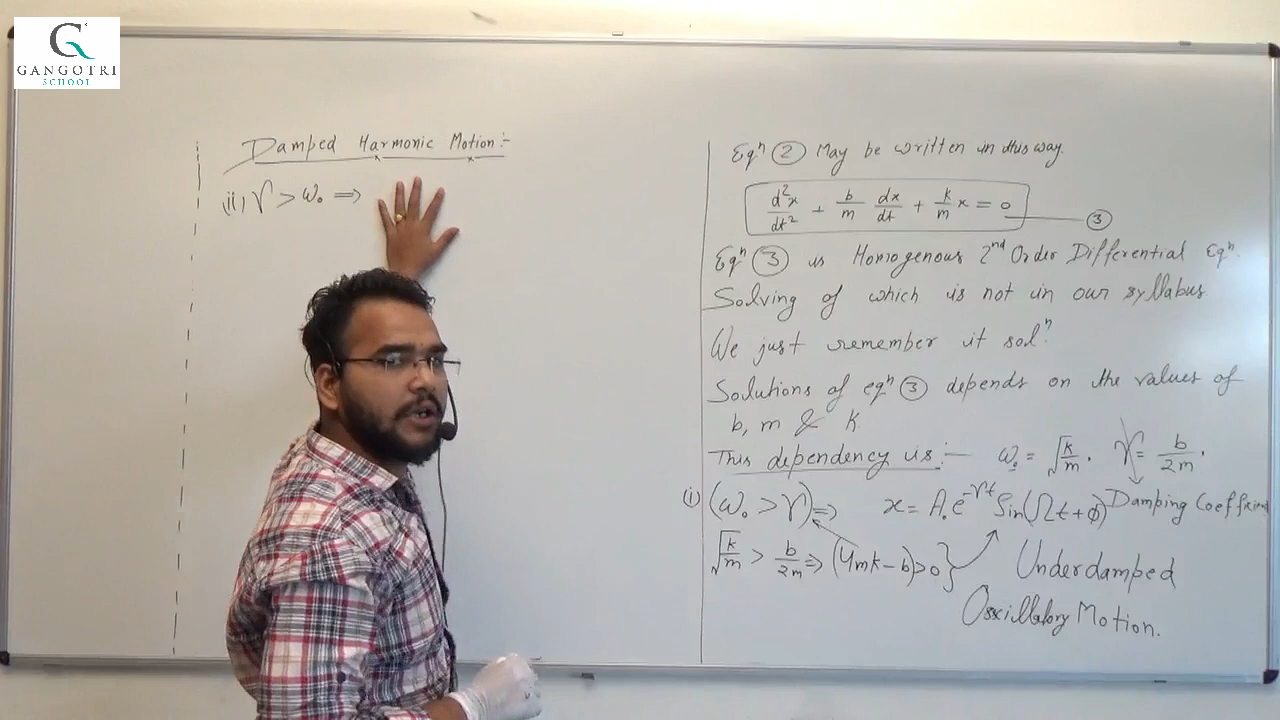 GANGOTRI
SCHOOL
Damped Harmonic Motion:-
(ii) γ > ω₀ ⟹
Eqⁿ ② May be written in this way.
d²x/dt² + b/m dx/dt + k/m x = 0 — ③
Eqⁿ ③ is Homogenous 2nd Order Differential Eqⁿ.
Solving of which is not in our syllabus
We just remember it solⁿ.
Solutions of eqⁿ ③ depends on the values of
b, m & k
This dependency is:- ω₀ = √k/m . γ = b/2m .
(i) (ω₀ > γ) ⟹ x = A₀e^-γt Sin(Ωt+φ) Damping Coefficient
√k/m > b/2m ⟹ (4mk-b)>0} Underdamped
Osxillatory Motion.